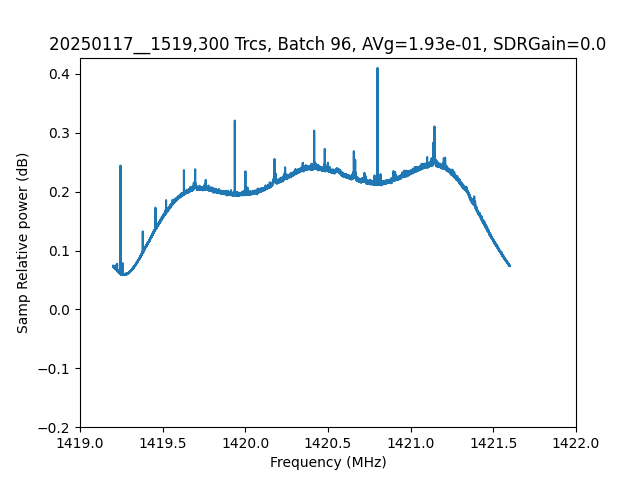 20250117__1519,300 Trcs, Batch 96, AVg=1.93e-01, SDRGain=0.0
0.4
0.3
0.2
0.1
0.0
−0.1
−0.2
Samp Relative power (dB)
1419.0 1419.5 1420.0 1420.5 1421.0 1421.5 1422.0
Frequency (MHz)